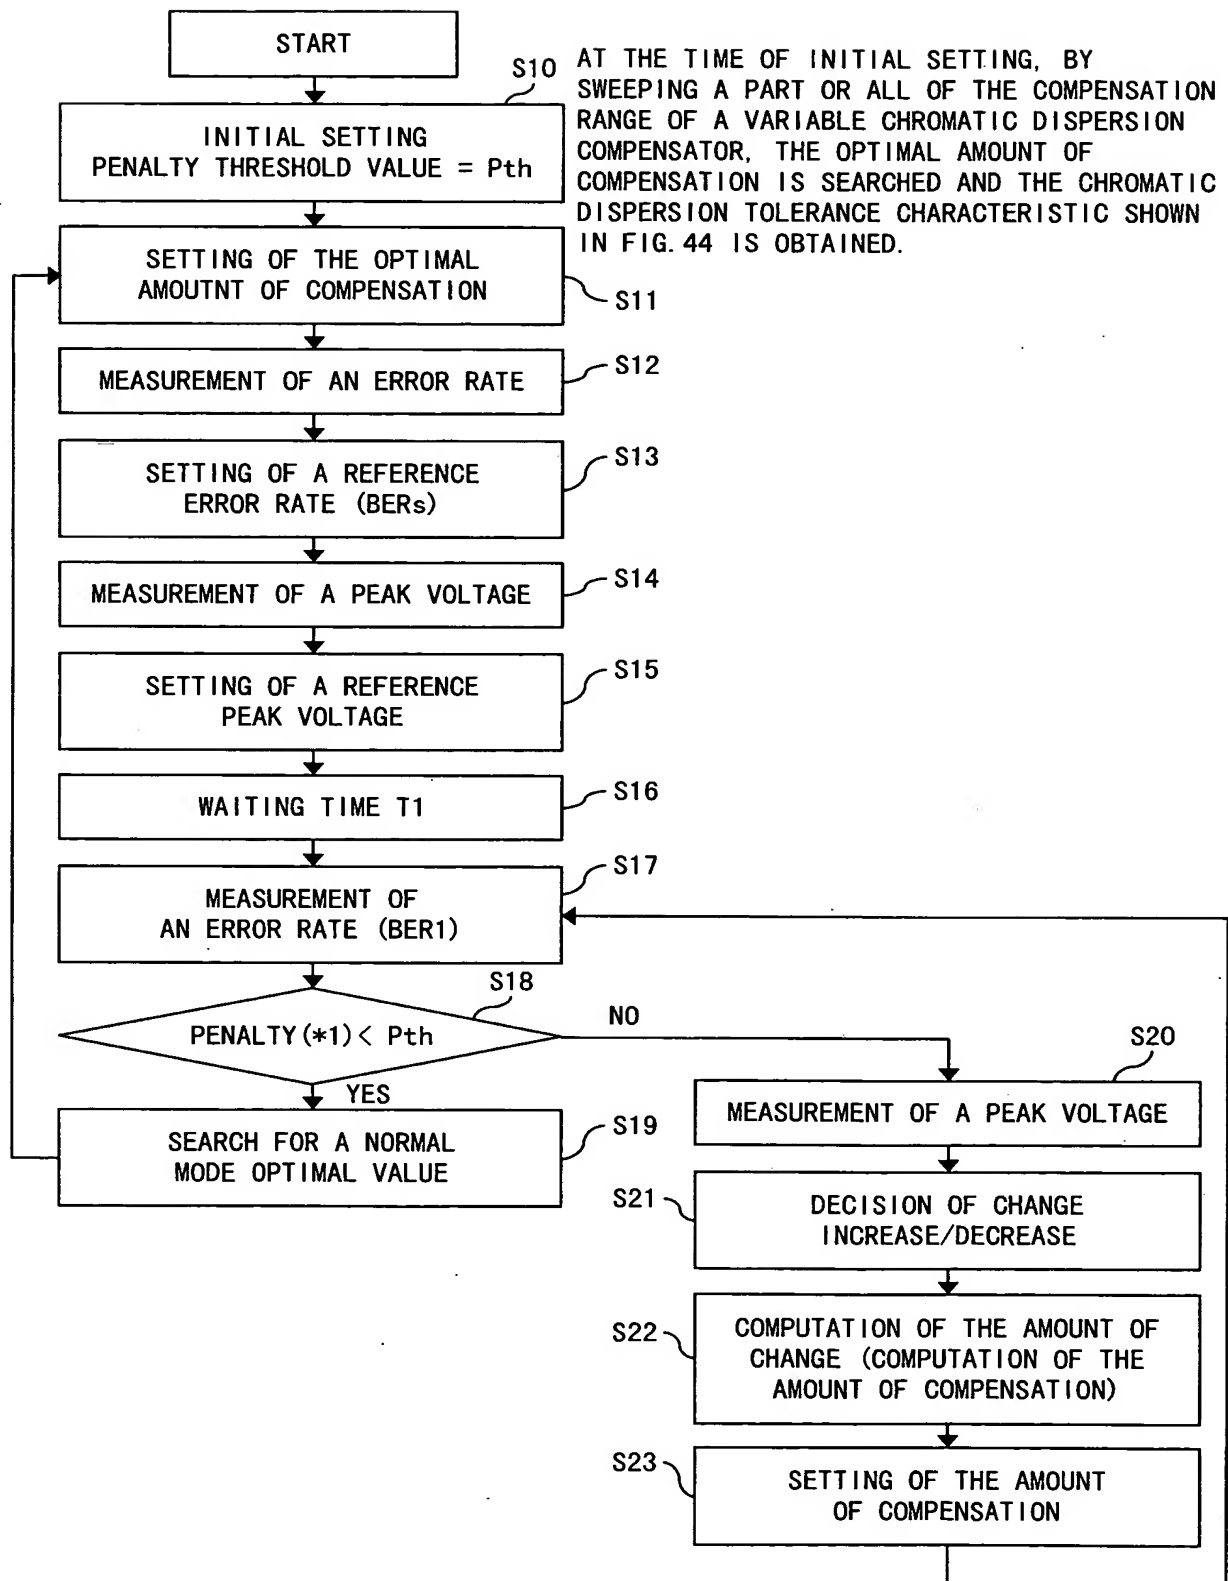 START
S10
INITIAL SETTING
PENALTY THRESHOLD VALUE = Pth
AT THE TIME OF INITIAL SETTING, BY
SWEEPING A PART OR ALL OF THE COMPENSATION
RANGE OF A VARIABLE CHROMATIC DISPERSION
COMPENSATOR, THE OPTIMAL AMOUNT OF
COMPENSATION IS SEARCHED AND THE CHROMATIC
DISPERSION TOLERANCE CHARACTERISTIC SHOWN
IN FIG. 44 IS OBTAINED.
SETTING OF THE OPTIMAL
AMOUTNT OF COMPENSATION
S11
MEASUREMENT OF AN ERROR RATE
S12
SETTING OF A REFERENCE
ERROR RATE (BERs)
S13
MEASUREMENT OF A PEAK VOLTAGE
S14
SETTING OF A REFERENCE
PEAK VOLTAGE
S15
WAITING TIME T1
S16
MEASUREMENT OF
AN ERROR RATE (BER1)
S17
PENALTY(*1)< Pth
S18
NO
YES
SEARCH FOR A NORMAL
MODE OPTIMAL VALUE
S19
S20
MEASUREMENT OF A PEAK VOLTAGE
S21
DECISION OF CHANGE
INCREASE/DECREASE
S22
COMPUTATION OF THE AMOUNT OF
CHANGE (COMPUTATION OF THE
AMOUNT OF COMPENSATION)
S23
SETTING OF THE AMOUNT
OF COMPENSATION